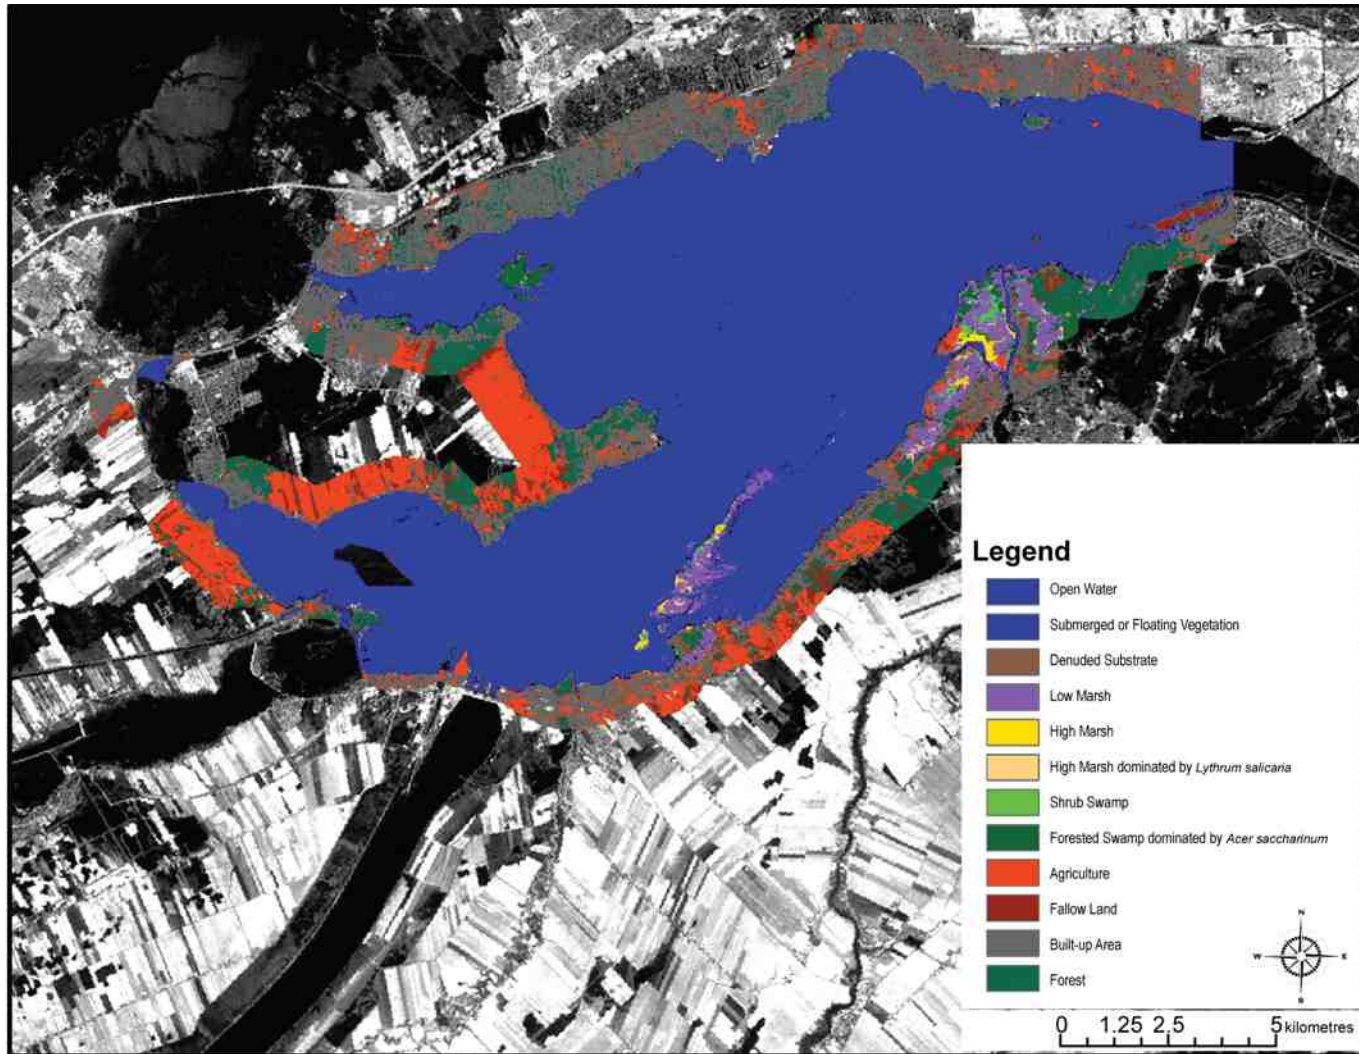 Legend
Open Water
Submerged or Floating Vegetation
Denuded Substrate
Low Marsh
High Marsh
High Marsh dominated by Lythrum salicaria
Shrub Swamp
Forested Swamp dominated by Acer saccharinum
Agriculture
Fallow Land
Built-up Area
Forest
N
W E
S
0 1.25 2.5 5 kilometres